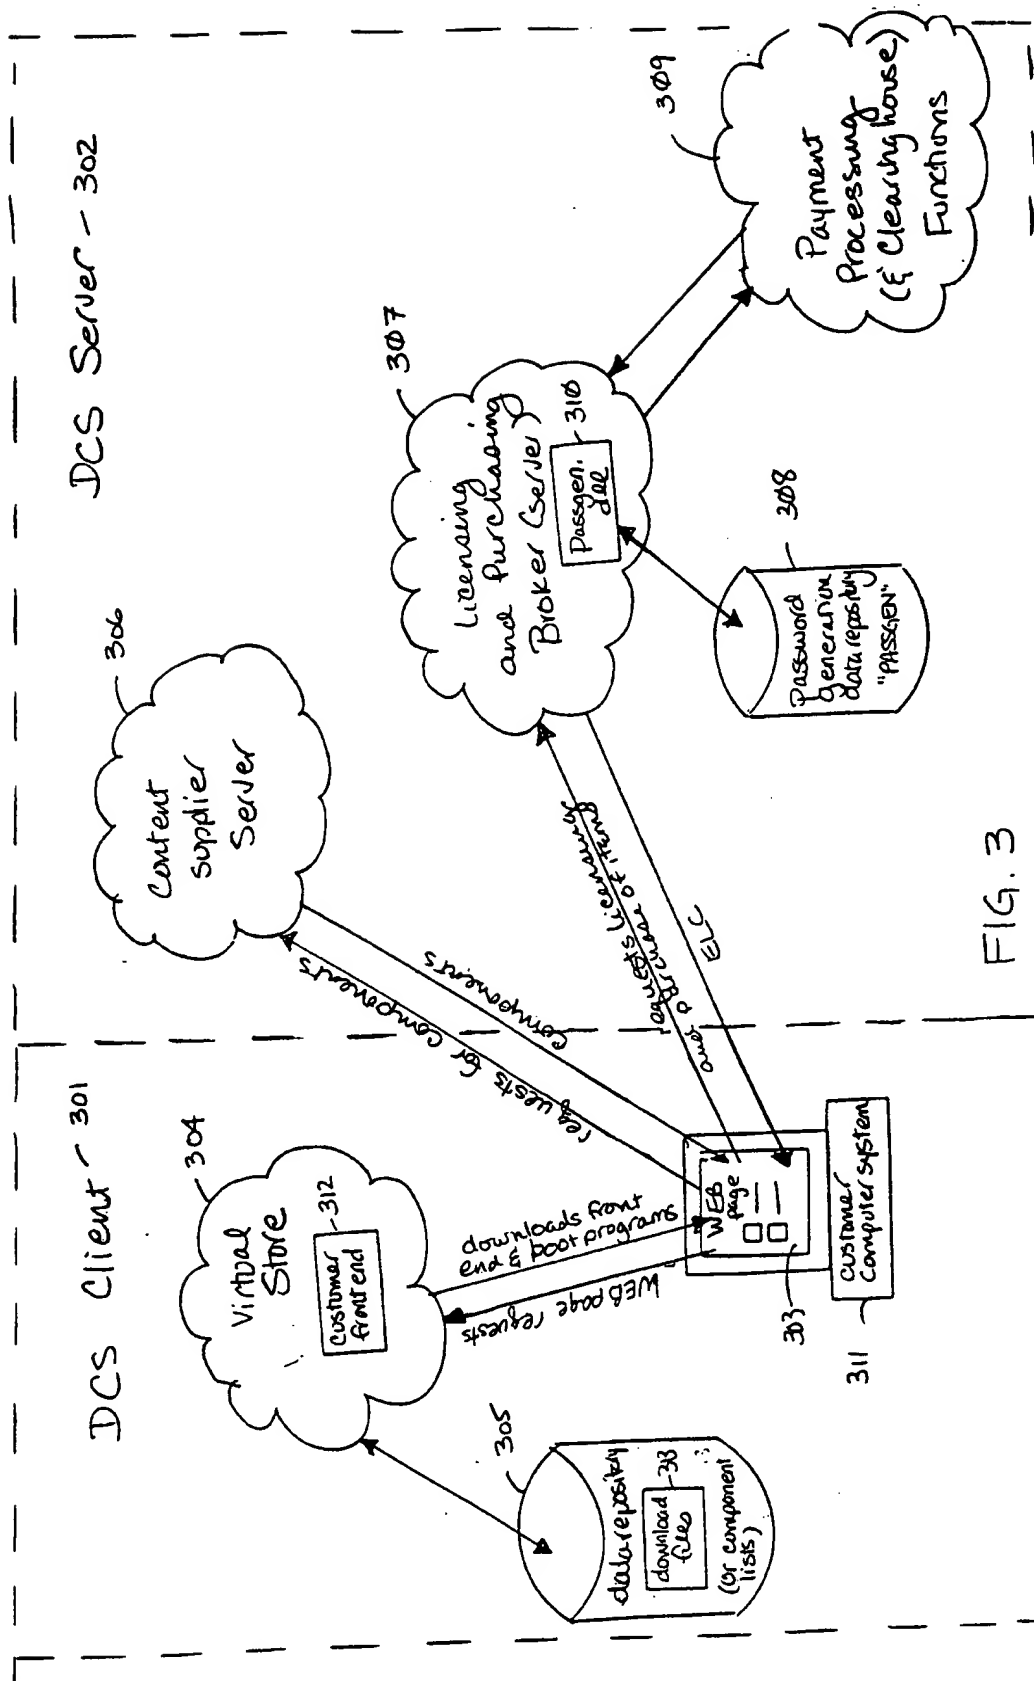 DCS Client - 301
DCS Server - 302
304
Virtual
Store
312
Customer
front end
305
data repository
download
files
313
(or component
lists)
downloads front
end & boot programs
WEB page requests
WEB
page
303
311
Customer
Computer system
306
Content
supplier
Server
requests for components
components
requests licensing
and purchase of items
ELC
307
Licensing
and Purchasing
Broker (server)
Passgen.
dll
310
308
Password
generation
data repository
"PASSGEN"
309
Payment
Processing
(& Clearinghouse)
Functions
FIG. 3